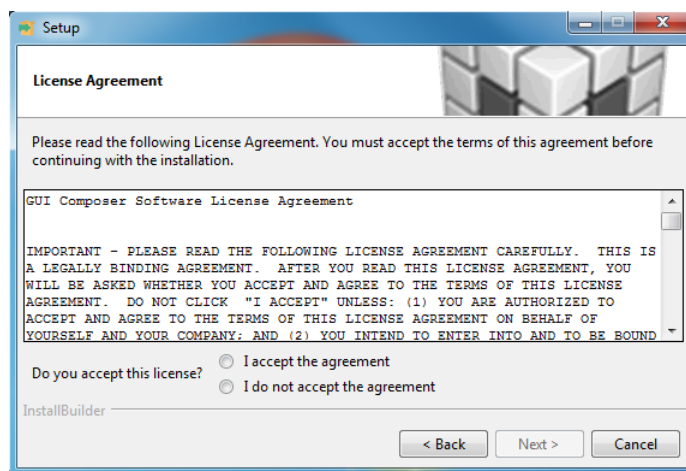 Setup
License Agreement
Please read the following License Agreement. You must accept the terms of this agreement before
continuing with the installation.
GUI Composer Software License Agreement
IMPORTANT - PLEASE READ THE FOLLOWING LICENSE AGREEMENT CAREFULLY.  THIS IS
A LEGALLY BINDING AGREEMENT.  AFTER YOU READ THIS LICENSE AGREEMENT, YOU
WILL BE ASKED WHETHER YOU ACCEPT AND AGREE TO THE TERMS OF THIS LICENSE
AGREEMENT.  DO NOT CLICK "I ACCEPT" UNLESS: (1) YOU ARE AUTHORIZED TO
ACCEPT AND AGREE TO THE TERMS OF THIS LICENSE AGREEMENT ON BEHALF OF
YOURSELF AND YOUR COMPANY; AND (2) YOU INTEND TO ENTER INTO AND TO BE BOUND
Do you accept this license?
I accept the agreement
I do not accept the agreement
InstallBuilder
< Back
Next >
Cancel